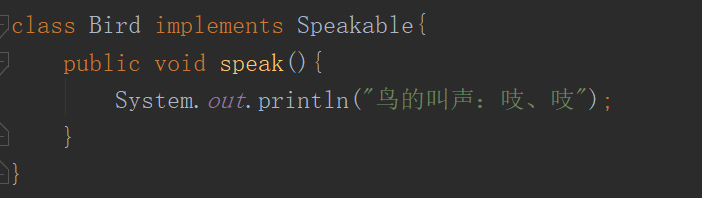 class Bird implements Speakable{
    public void speak(){
        System.out.println("鸟的叫声：吱、吱");
    }
}